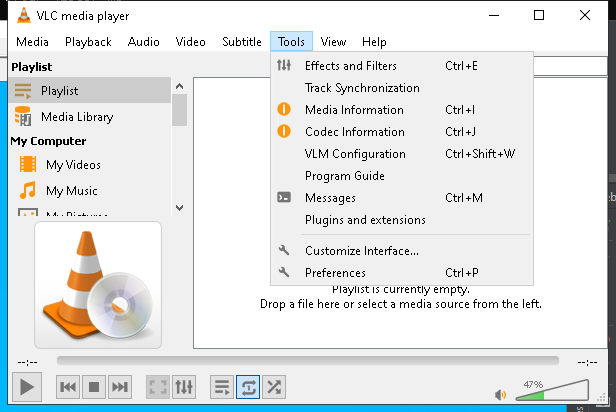 VLC media player
Media Playback Audio Video Subtitle Tools View Help
Playlist
Playlist
Media Library
My Computer
My Videos
My Music
My Pictures
Effects and Filters Ctrl+E
Track Synchronization
Media Information Ctrl+I
Codec Information Ctrl+J
VLM Configuration Ctrl+Shift+W
Program Guide
Messages Ctrl+M
Plugins and extensions
Customize Interface...
Preferences Ctrl+P
Playlist is currently empty.
Drop a file here or select a media source from the left.
--:-- --:--
47%